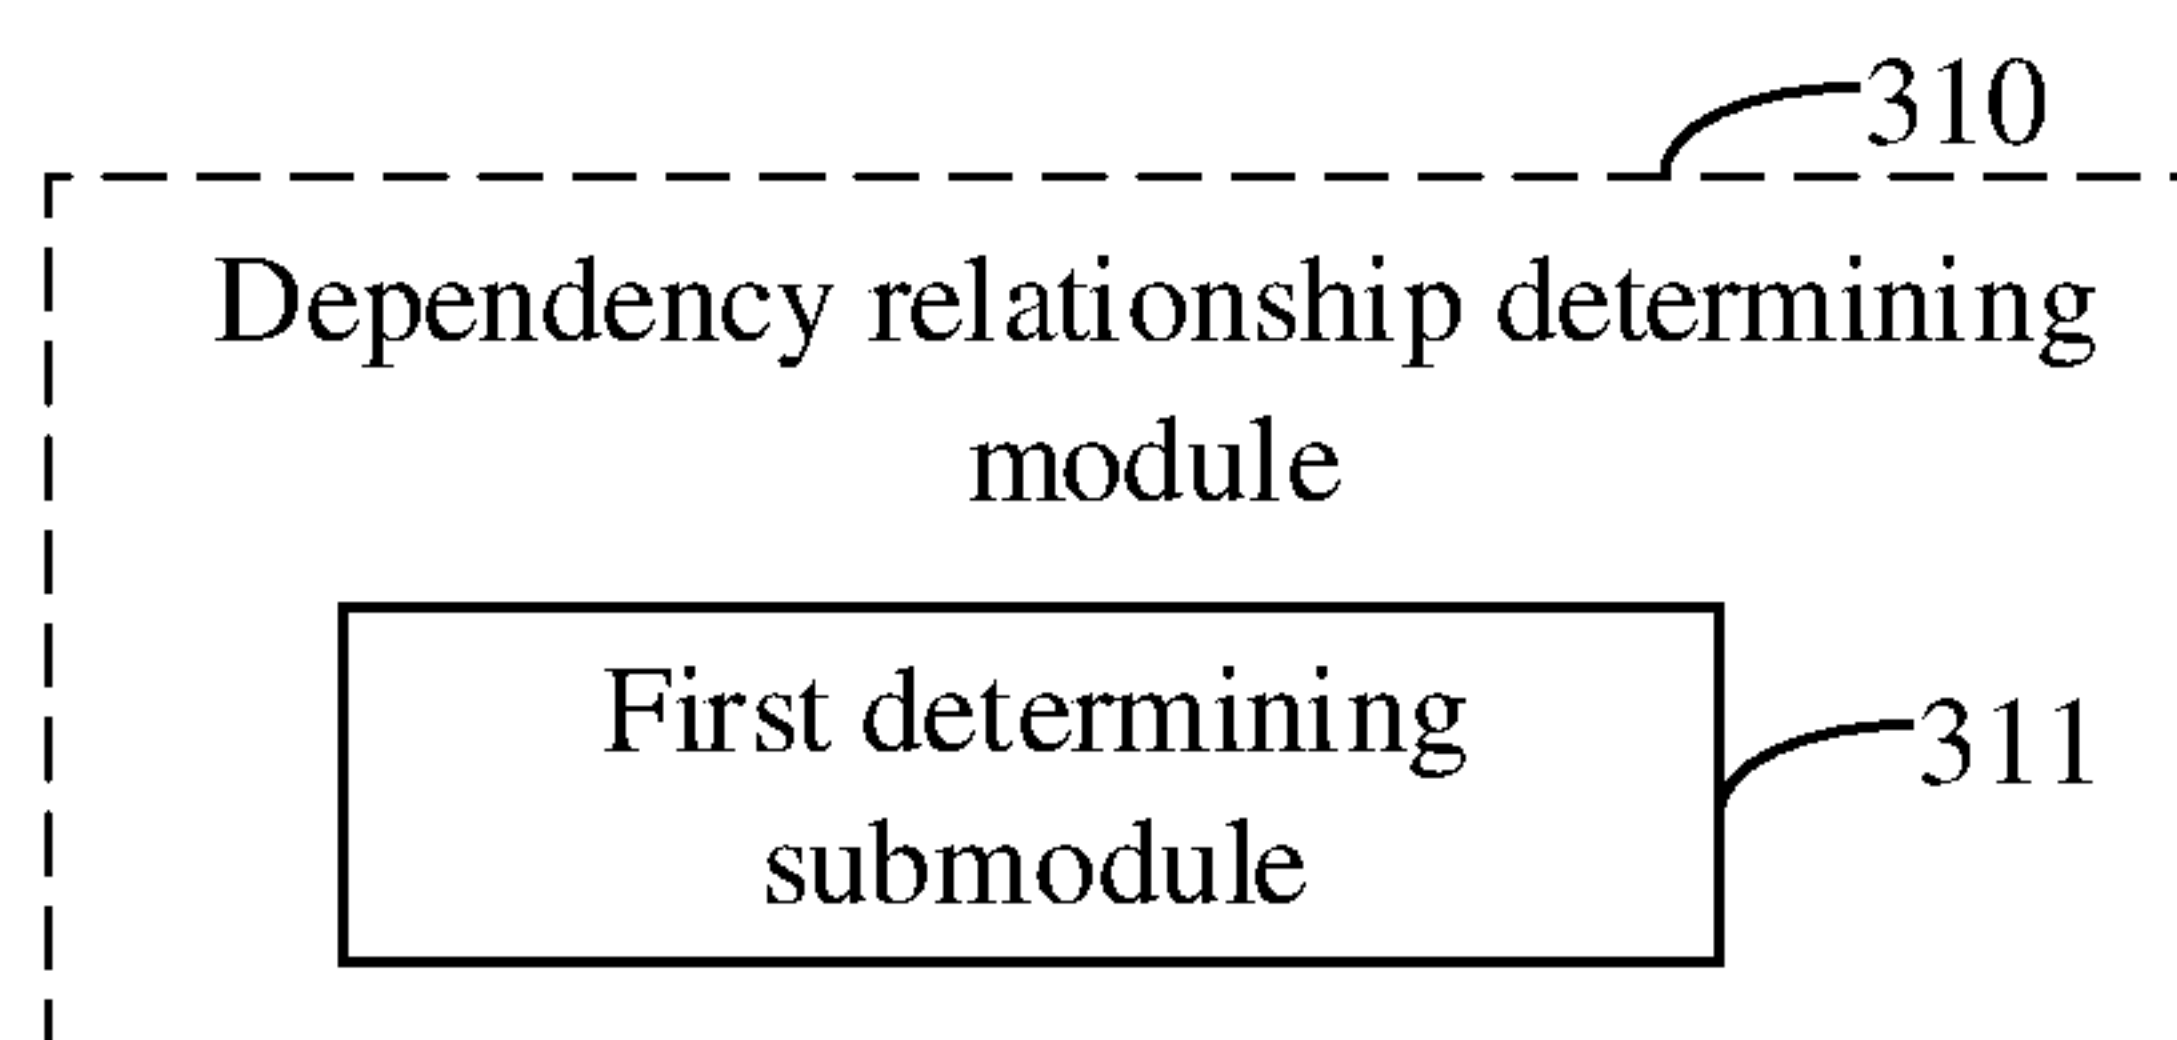 310
Dependency relationship determining
module
First determining
submodule
311